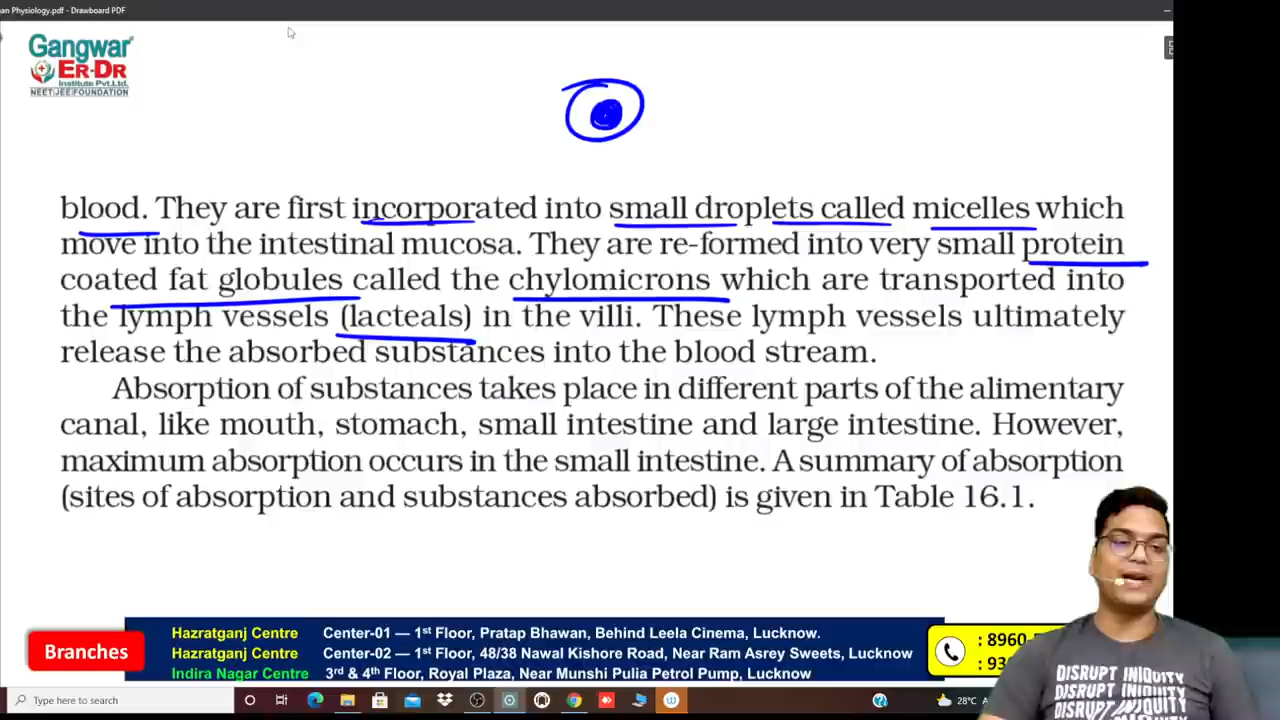 an Physiology.pdf - Drawboard PDF
Gangwar
ER-DR
Institute Pvt.Ltd.
NEET|JEE|FOUNDATION
blood. They are first incorporated into small droplets called micelles which
move into the intestinal mucosa. They are re-formed into very small protein
coated fat globules called the chylomicrons which are transported into
the lymph vessels (lacteals) in the villi. These lymph vessels ultimately
release the absorbed substances into the blood stream.
Absorption of substances takes place in different parts of the alimentary
canal, like mouth, stomach, small intestine and large intestine. However,
maximum absorption occurs in the small intestine. A summary of absorption
(sites of absorption and substances absorbed) is given in Table 16.1.
Branches
Hazratganj Centre Center-01 — 1st Floor, Pratap Bhawan, Behind Leela Cinema, Lucknow.
Hazratganj Centre Center-02 — 1st Floor, 48/38 Nawal Kishore Road, Near Ram Asrey Sweets, Lucknow
Indira Nagar Centre 3rd & 4th Floor, Royal Plaza, Near Munshi Pulia Petrol Pump, Lucknow
: 8960-
DISRUPT INIQUITY
DISRUPT INIQUITY
DISRUPT INIQUITY
Type here to search
28°C